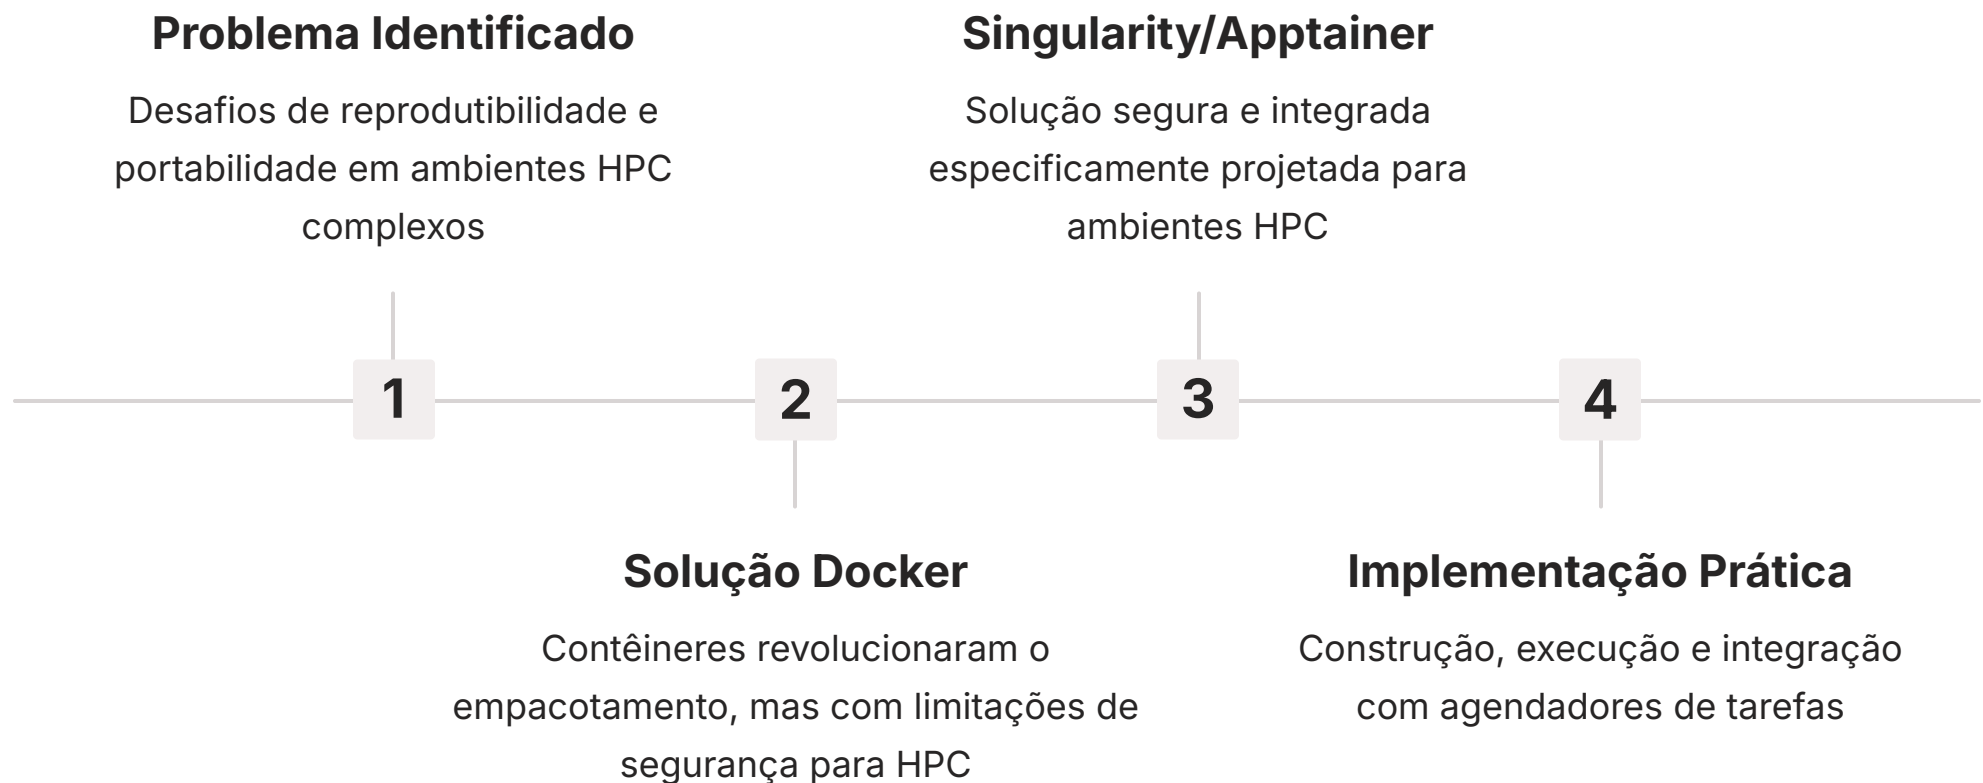 Problema Identificado
Desafios de reprodutibilidade e
portabilidade em ambientes HPC
complexos
Singularity/Apptainer
Solução segura e integrada
especificamente projetada para
ambientes HPC
1
2
3
4
Solução Docker
Contêineres revolucionaram o
empacotamento, mas com limitações de
segurança para HPC
Implementação Prática
Construção, execução e integração
com agendadores de tarefas